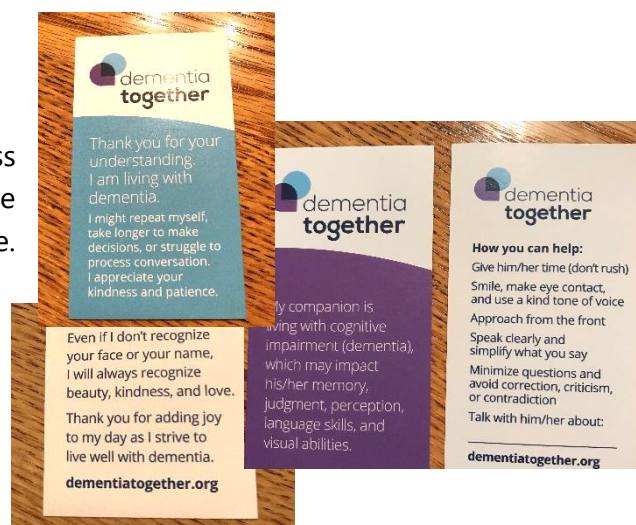 ss
e
e.
dementia
together
Thank you for your
understanding.
I am living with
dementia.
I might repeat myself,
take longer to make
decisions, or struggle to
process conversation.
I appreciate your
kindness and patience.
Even if I don't recognize
your face or your name,
I will always recognize
beauty, kindness, and love.
Thank you for adding joy
to my day as I strive to
live well with dementia.
dementiatogether.org
dementia
together
My companion is
living with cognitive
impairment (dementia),
which may impact
his/her memory,
judgment, perception,
language skills, and
visual abilities.
dementia
together
How you can help:
Give him/her time (don't rush)
Smile, make eye contact,
and use a kind tone of voice
Approach from the front
Speak clearly and
simplify what you say
Minimize questions and
avoid correction, criticism,
or contradiction
Talk with him/her about:
dementiatogether.org